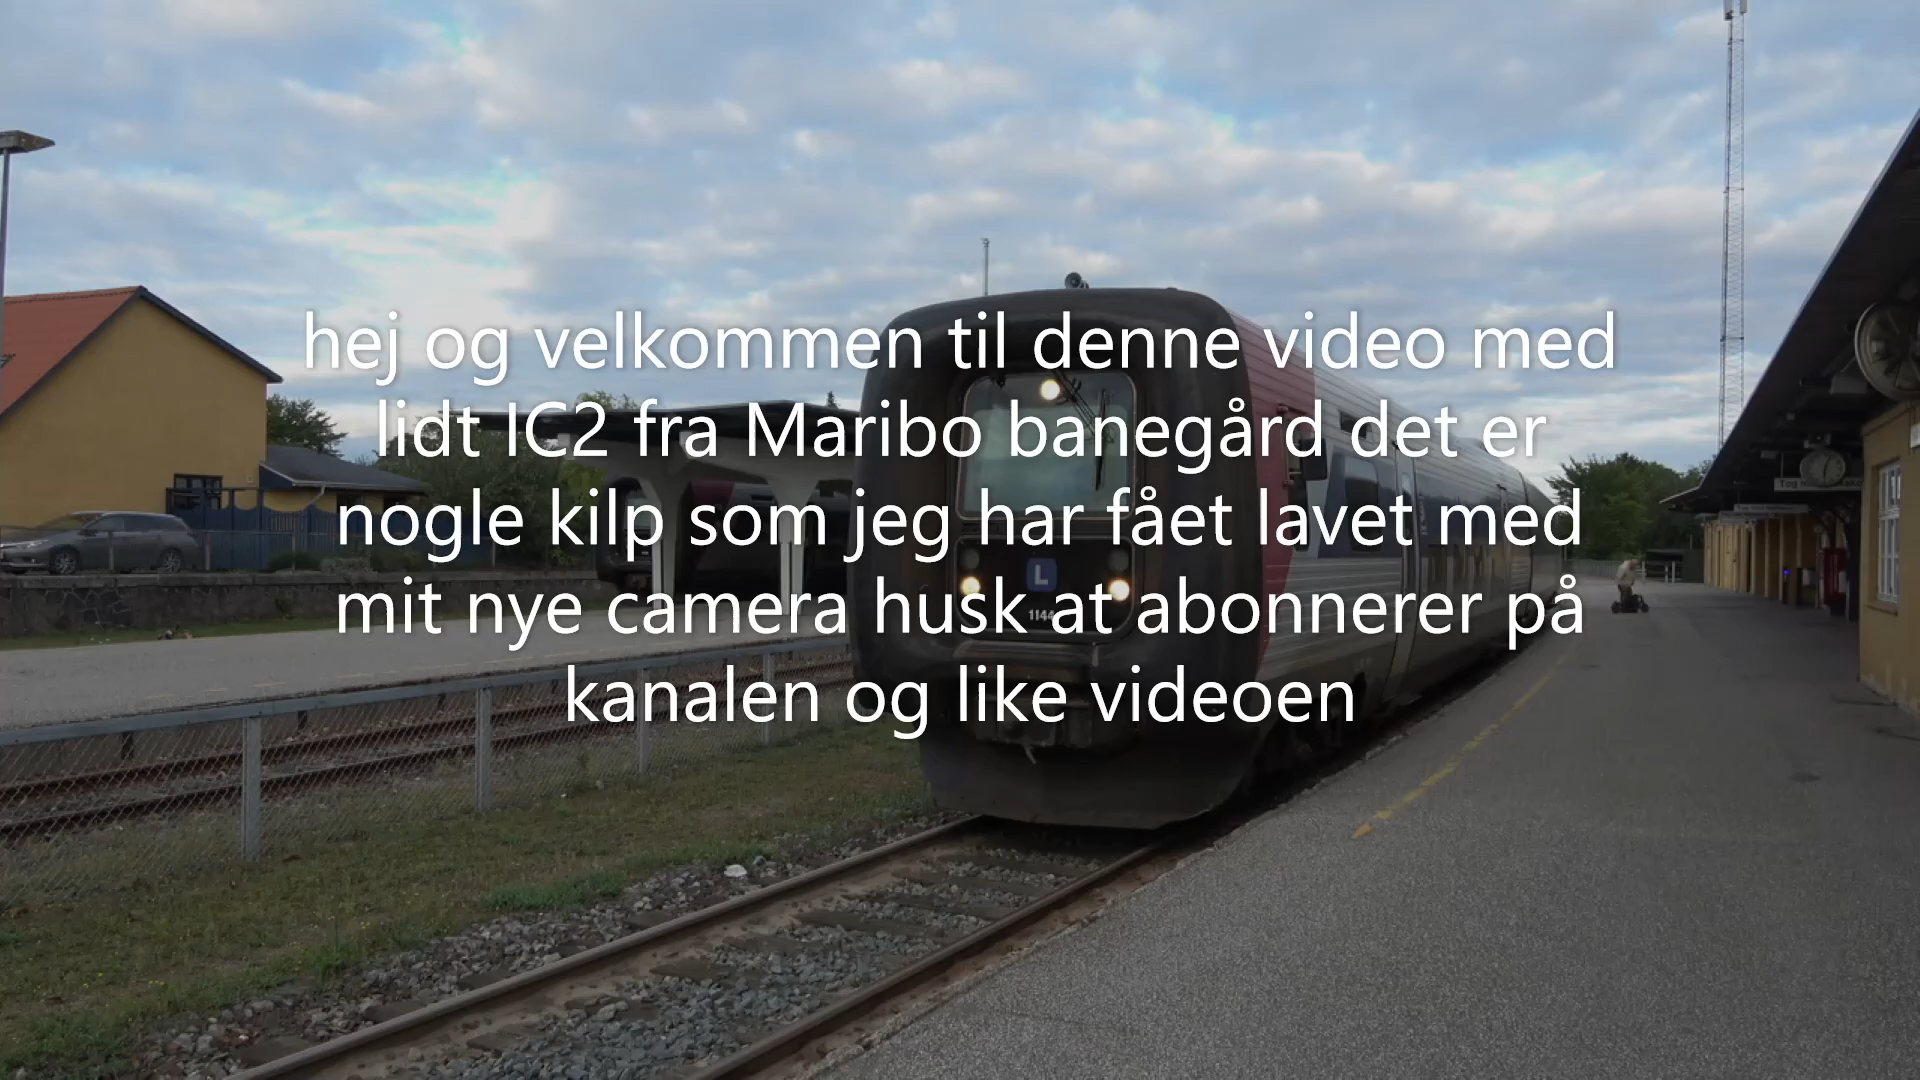 hej og velkommen til denne video med
lidt IC2 fra Maribo banegård det er
nogle kilp som jeg har fået lavet med
mit nye camera husk at abonnerer på
kanalen og like videoen
L
1144